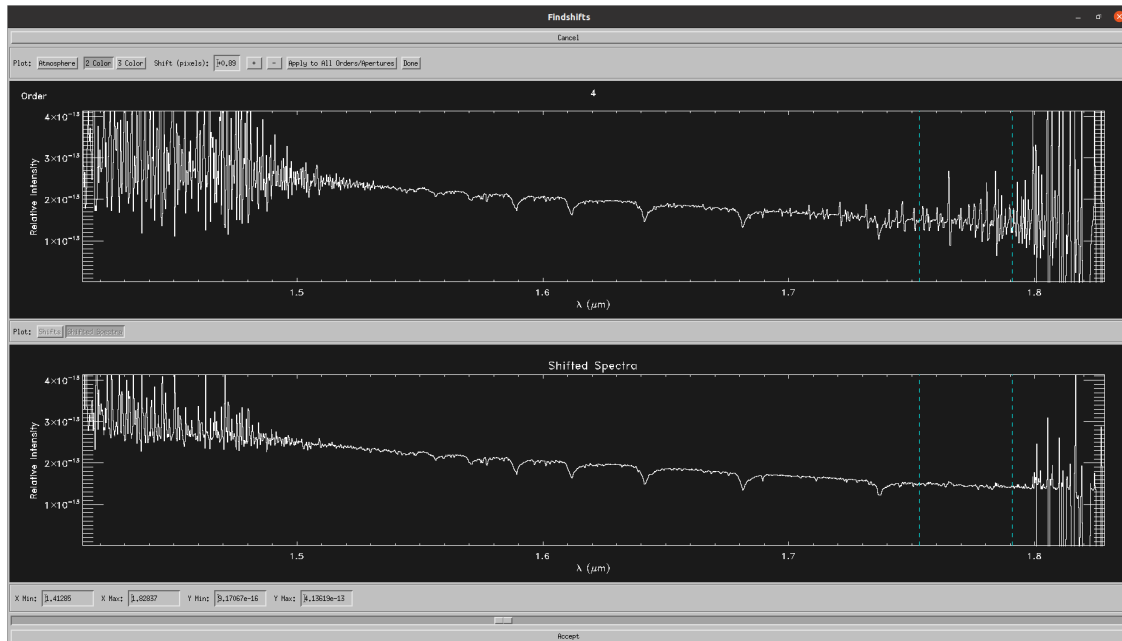 Findshifts
Cancel
Plot: Atmosphere 2 Color 3 Color Shift (pixels): +0.89 + - Apply to All Orders/Apertures Done
Order 4
4×10⁻¹³
3×10⁻¹³
2×10⁻¹³
1×10⁻¹³
Relative Intensity
1.5 1.6 1.7 1.8
λ (μm)
Plot: Shifts Shifted Spectra
Shifted Spectra
4×10⁻¹³
3×10⁻¹³
2×10⁻¹³
1×10⁻¹³
Relative Intensity
1.5 1.6 1.7 1.8
λ (μm)
X Min: 1.41285 X Max: 1.82837 Y Min: 9.17067e-16 Y Max: 4.13619e-13
Accept